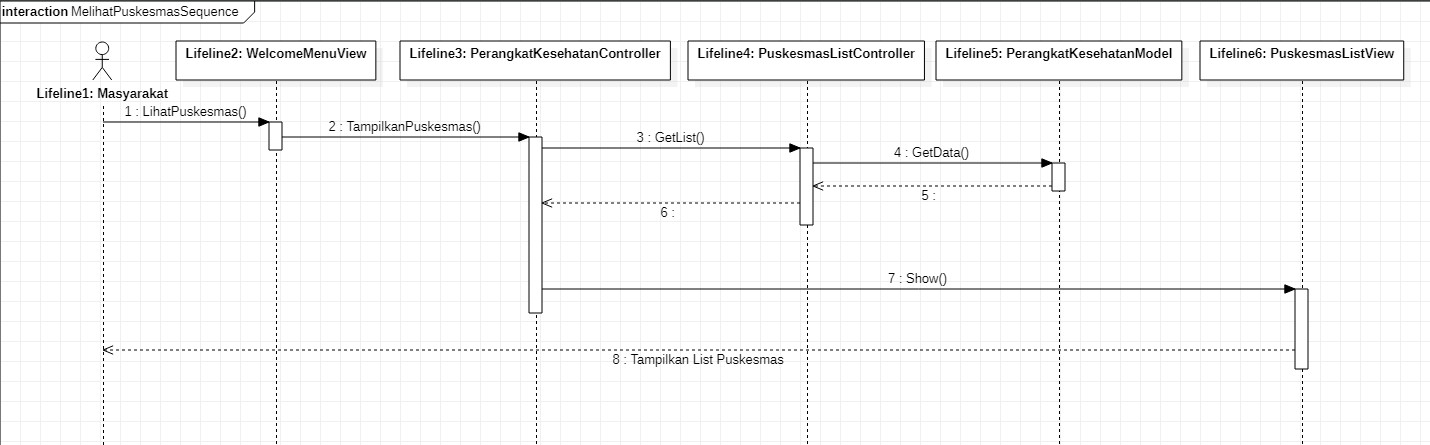 interaction MelihatPuskesmasSequence
Lifeline1: Masyarakat
Lifeline2: WelcomeMenuView
Lifeline3: PerangkatKesehatanController
Lifeline4: PuskesmasListController
Lifeline5: PerangkatKesehatanModel
Lifeline6: PuskesmasListView
1 : LihatPuskesmas()
2 : TampilkanPuskesmas()
3 : GetList()
4 : GetData()
5 :
6 :
7 : Show()
8 : Tampilkan List Puskesmas